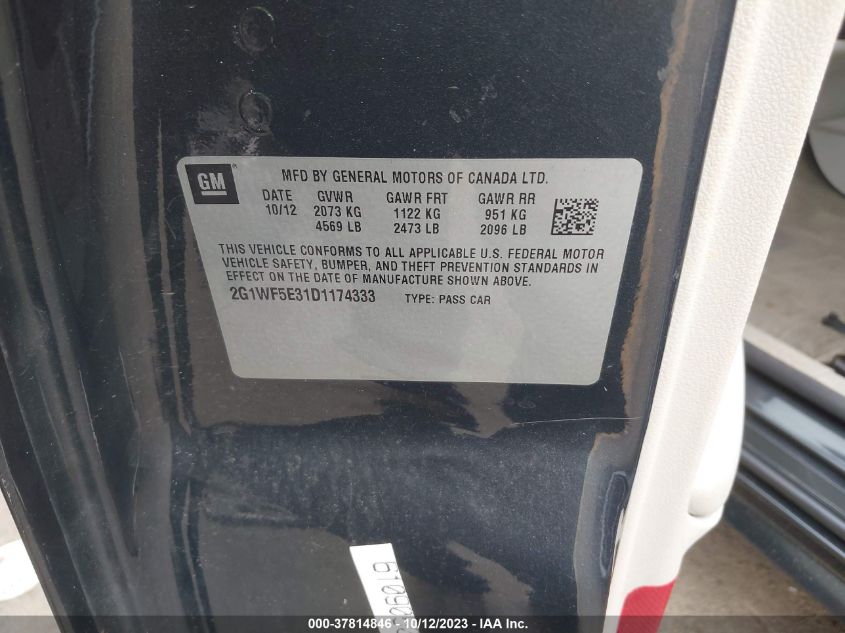 GM
MFD BY GENERAL MOTORS OF CANADA LTD.
DATE GVWR GAWR FRT GAWR RR
10/12 2073 KG 1122 KG 951 KG
4569 LB 2473 LB 2096 LB
THIS VEHICLE CONFORMS TO ALL APPLICABLE U.S. FEDERAL MOTOR
VEHICLE SAFETY, BUMPER, AND THEFT PREVENTION STANDARDS IN
EFFECT ON THE DATE OF MANUFACTURE SHOWN ABOVE.
2G1WF5E31D1174333 TYPE: PASS CAR
000-37814846 - 10/12/2023 - IAA Inc.